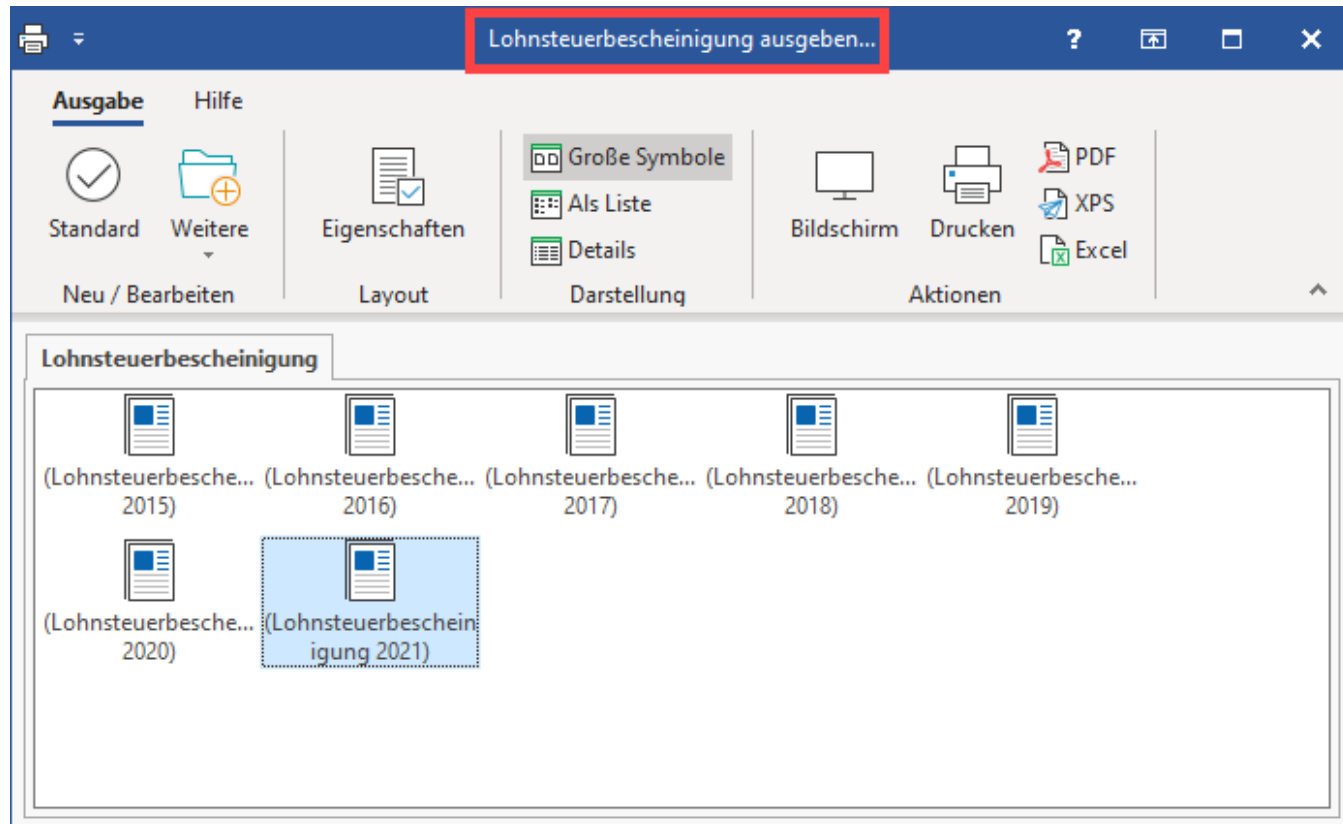 Lohnsteuerbescheinigung ausgeben... ?
Ausgabe Hilfe
Standard
Weitere
Neu / Bearbeiten
Eigenschaften
Layout
Große Symbole
Als Liste
Details
Darstellung
Bildschirm
Drucken
PDF
XPS
Excel
Aktionen
Lohnsteuerbescheinigung
(Lohnsteuerbesche...
2015)
(Lohnsteuerbesche...
2016)
(Lohnsteuerbesche...
2017)
(Lohnsteuerbesche...
2018)
(Lohnsteuerbesche...
2019)
(Lohnsteuerbesche...
2020)
(Lohnsteuerbeschein
igung 2021)